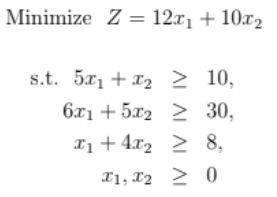 Minimize Z = 12x₁ + 10x₂
s.t. 5x₁ + x₂ ≥ 10,
6x₁ + 5x₂ ≥ 30,
x₁ + 4x₂ ≥ 8,
x₁, x₂ ≥ 0